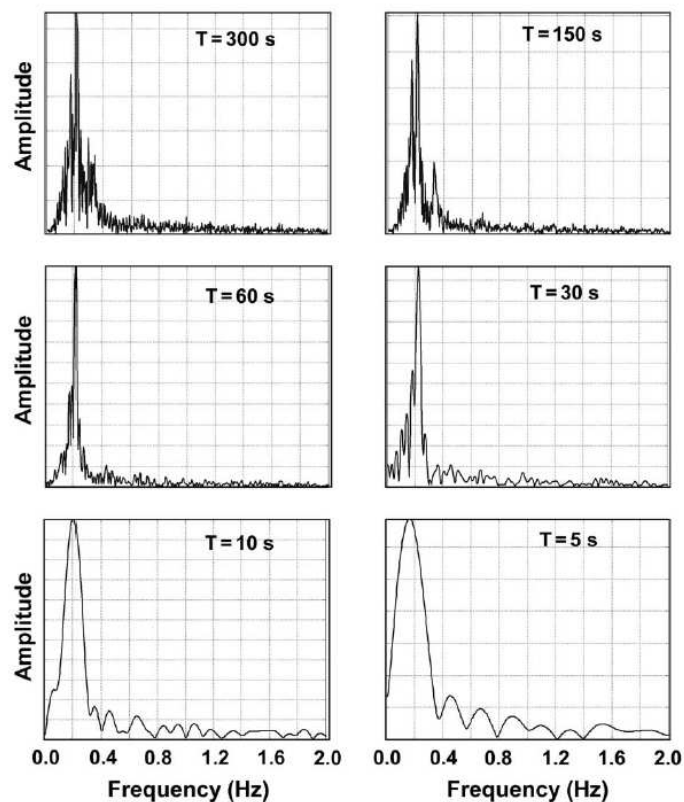 T = 300 s
T = 150 s
Amplitude
T = 60 s
T = 30 s
Amplitude
T = 10 s
T = 5 s
Amplitude
0.0 0.4 0.8 1.2 1.6 2.0
0.0 0.4 0.8 1.2 1.6 2.0
Frequency (Hz)
Frequency (Hz)